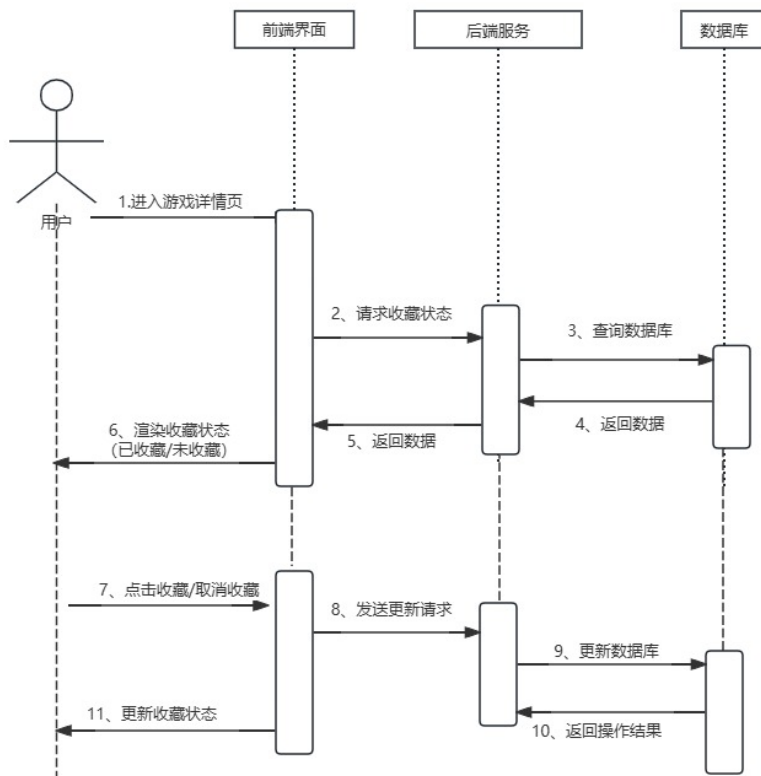 前端界面
后端服务
数据库
用户
1.进入游戏详情页
2、请求收藏状态
3、查询数据库
4、返回数据
5、返回数据
6、渲染收藏状态
(已收藏/未收藏)
7、点击收藏/取消收藏
8、发送更新请求
9、更新数据库
10、返回操作结果
11、更新收藏状态